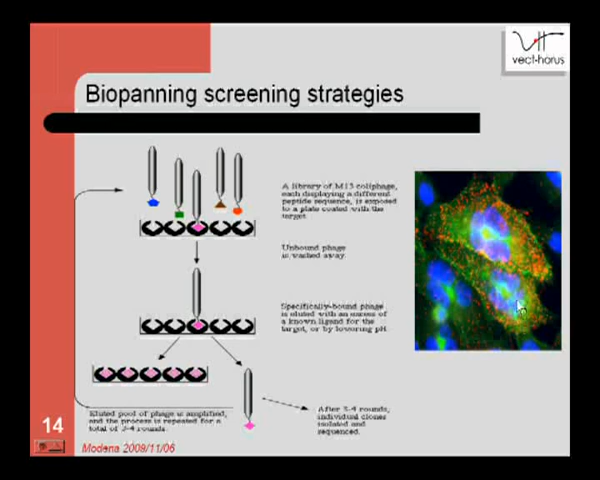 vect-horus
Biopanning screening strategies
A library of M13 coliphage,
each displaying a different
peptide sequence, is exposed
to a plate coated with the
target.
Unbound phage
is washed away.
Specifically-bound phage
is eluted with an excess of
a known ligand for the
target, or by lowering pH.
Eluted pool of phage is amplified,
and the process is repeated for a
total of 3-4 rounds.
After 3-4 rounds,
individual clones
isolated and
sequenced.
14
Modena 2009/11/06